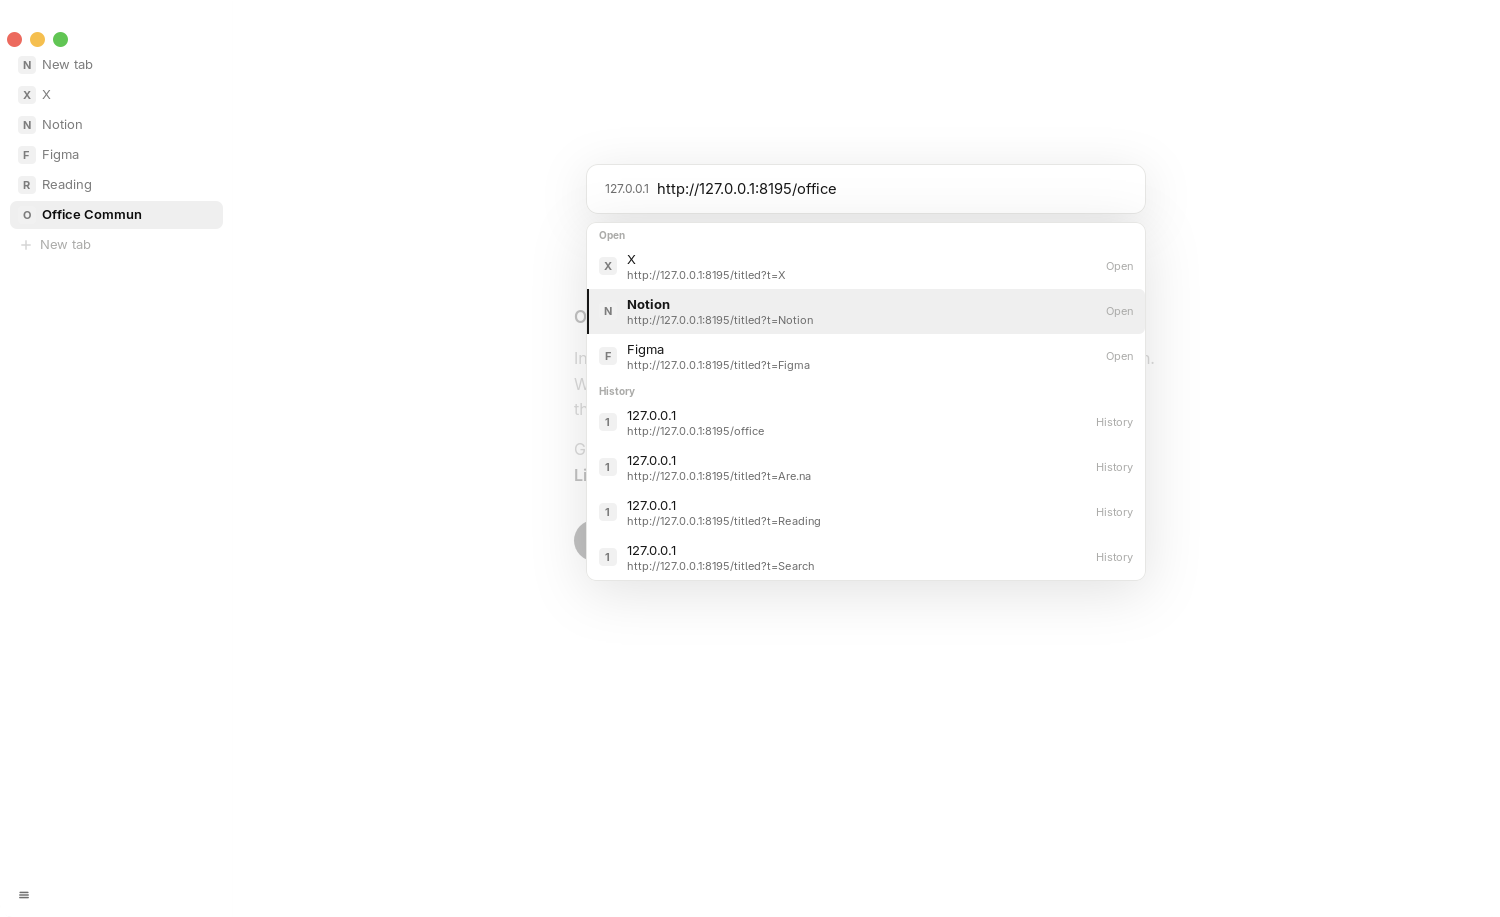 N New tab
X X
N Notion
F Figma
R Reading
O Office Commun
+ New tab
127.0.0.1 http://127.0.0.1:8195/office
Open
X X Open
http://127.0.0.1:8195/titled?t=X
N Notion Open
http://127.0.0.1:8195/titled?t=Notion
F Figma Open
http://127.0.0.1:8195/titled?t=Figma
History
1 127.0.0.1 History
http://127.0.0.1:8195/office
1 127.0.0.1 History
http://127.0.0.1:8195/titled?t=Are.na
1 127.0.0.1 History
http://127.0.0.1:8195/titled?t=Reading
1 127.0.0.1 History
http://127.0.0.1:8195/titled?t=Search